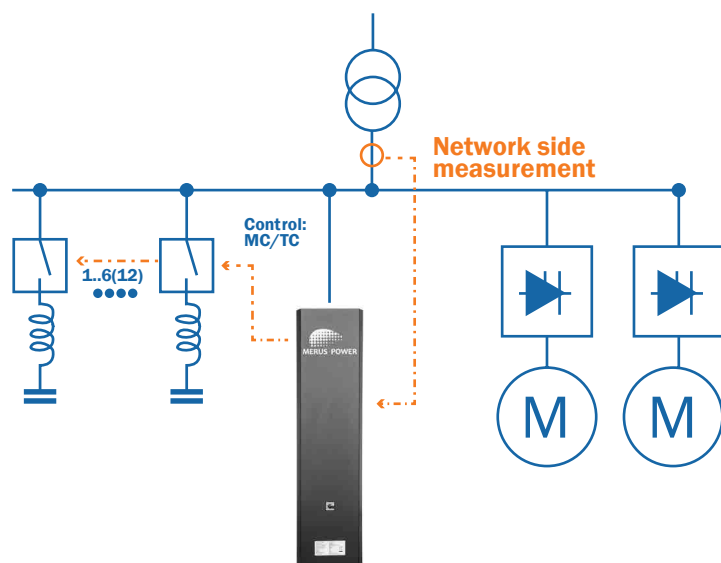 Network side
measurement
Control:
MC/TC
1..6(12)
MERUS POWER
M
M